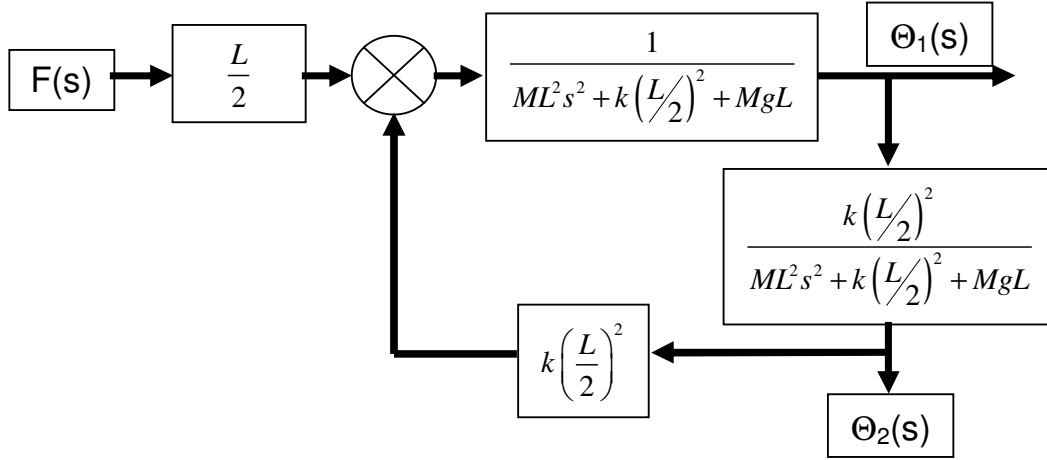 F(s)
L/2
1/(ML²s² + k(L/2)² + MgL)
Θ₁(s)
k(L/2)²/(ML²s² + k(L/2)² + MgL)
k(L/2)²
Θ₂(s)